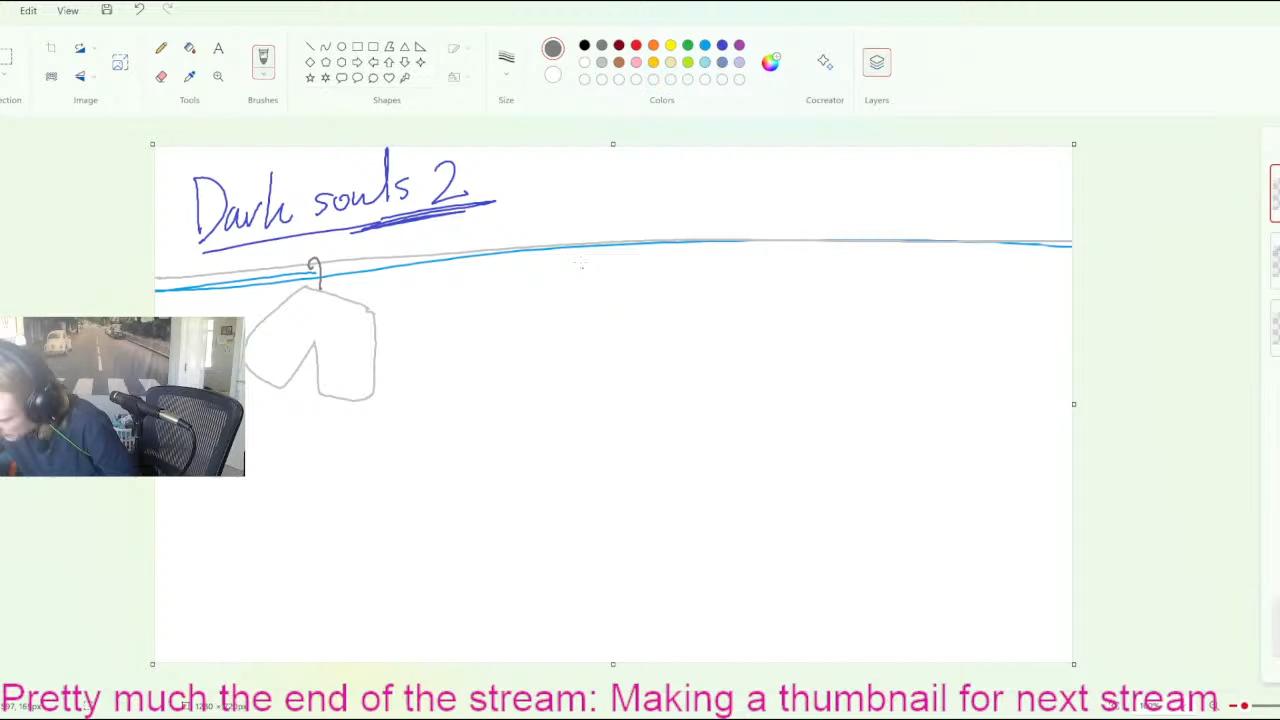 Edit View
Image Tools Brushes Shapes Size Colors Cocreator Layers
Dark souls 2
Pretty much the end of the stream: Making a thumbnail for next stream